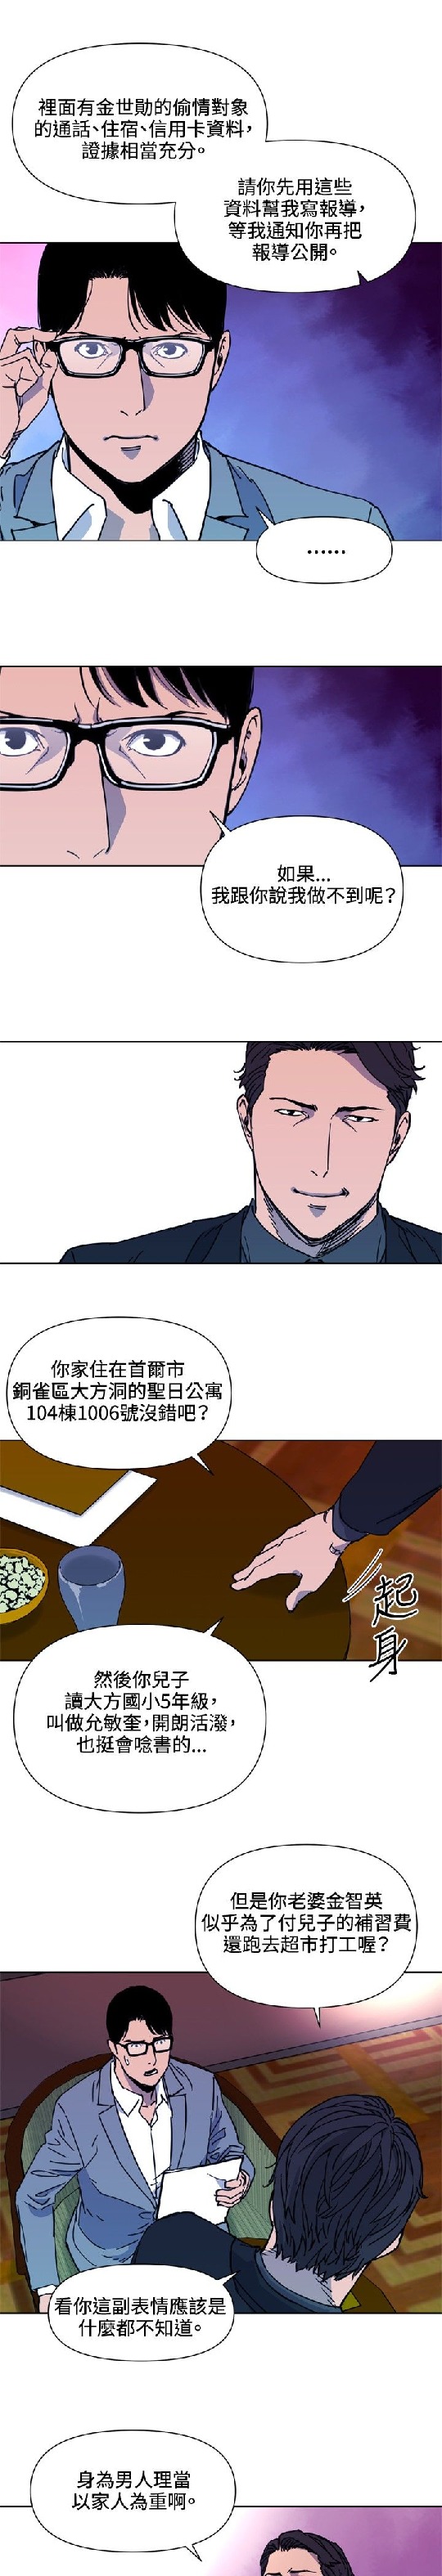 裡面有金世勛的偷情對象
的通話、住宿、信用卡資料，
證據相當充分。
請你先用這些
資料幫我寫報導，
等我通知你再把
報導公開。
⋯⋯
如果...
我跟你說我做不到呢？
你家住在首爾市
銅雀區大方洞的聖日公寓
104棟1006號沒錯吧？
起身
然後你兒子
讀大方國小5年級，
叫做允敏奎，開朗活潑，
也挺會唸書的...
但是你老婆金智英
似乎為了付兒子的補習費
還跑去超市打工喔？
看你這副表情應該是
什麼都不知道。
身為男人理當
以家人為重啊。